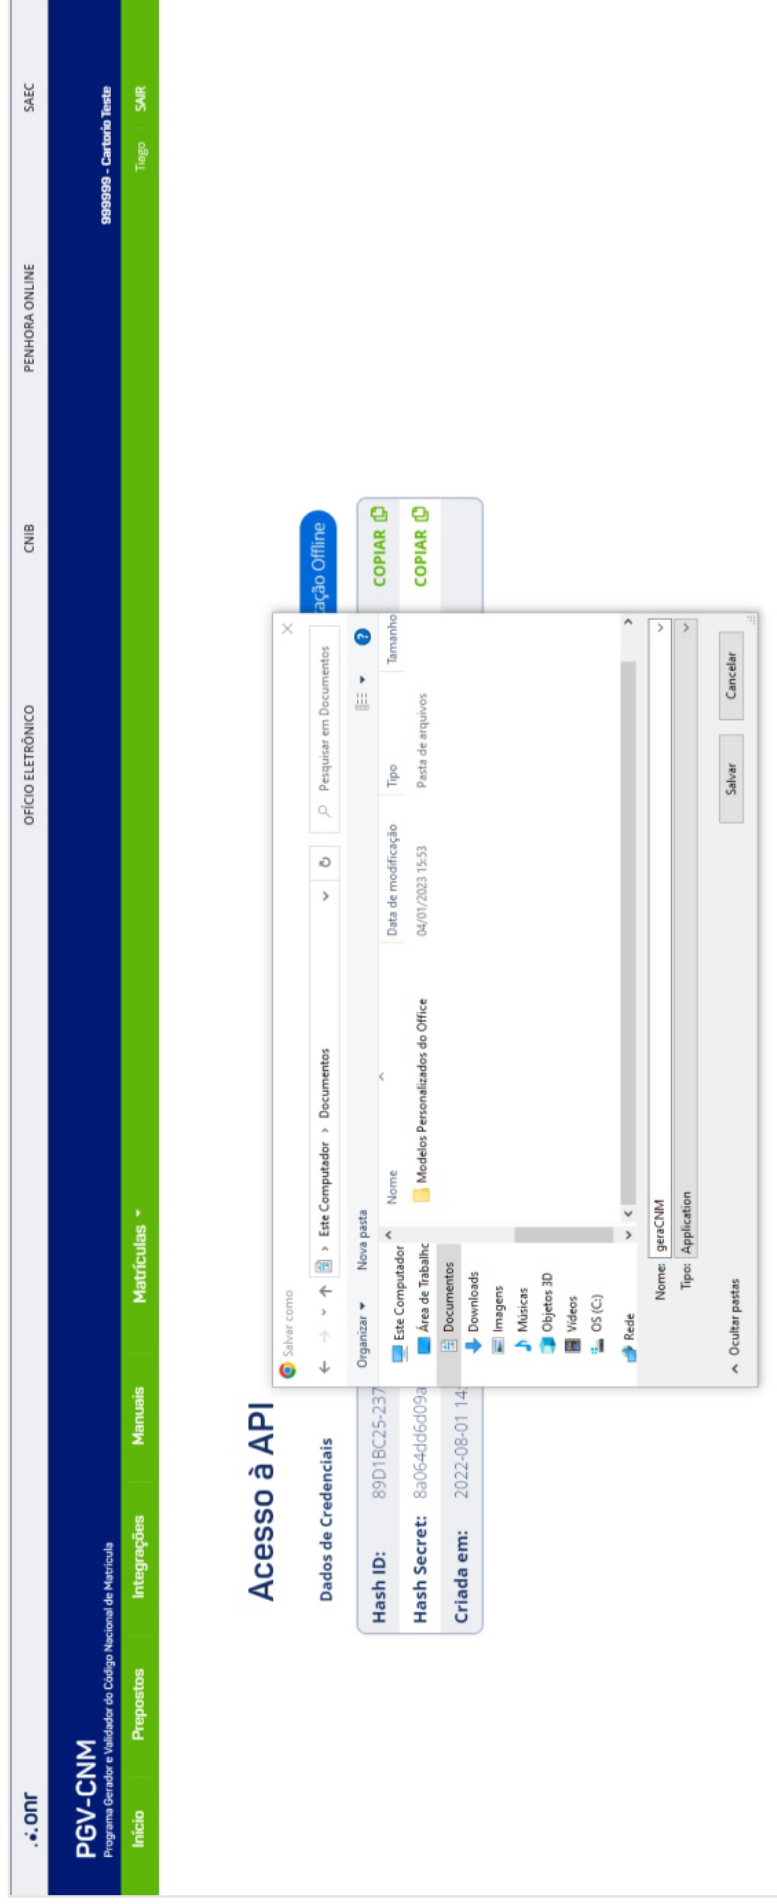 onr
OFÍCIO ELETRÔNICO
CNIB
PENHORA ONLINE
SAEC
PGV-CNM
Programa Gerador e Validador do Código Nacional de Matrícula
999999 - Cartorio Teste
Início
Prepostos
Integrações
Manuais
Matrículas
Tiago
SAIR
Acesso à API
Dados de Credenciais
ação Offline
Hash ID:
89D1BC25-237
COPIAR
Hash Secret:
8a064dd6d09a
COPIAR
Criada em:
2022-08-01 14:
Salvar como
Este Computador > Documentos
Pesquisar em Documentos
Organizar
Nova pasta
Nome
Data de modificação
Tipo
Tamanho
Este Computador
Área de Trabalho
Documentos
Downloads
Imagens
Músicas
Objetos 3D
Vídeos
OS (C:)
Rede
Modelos Personalizados do Office
04/01/2023 15:53
Pasta de arquivos
Nome: geraCNM
Tipo: Application
Ocultar pastas
Salvar
Cancelar